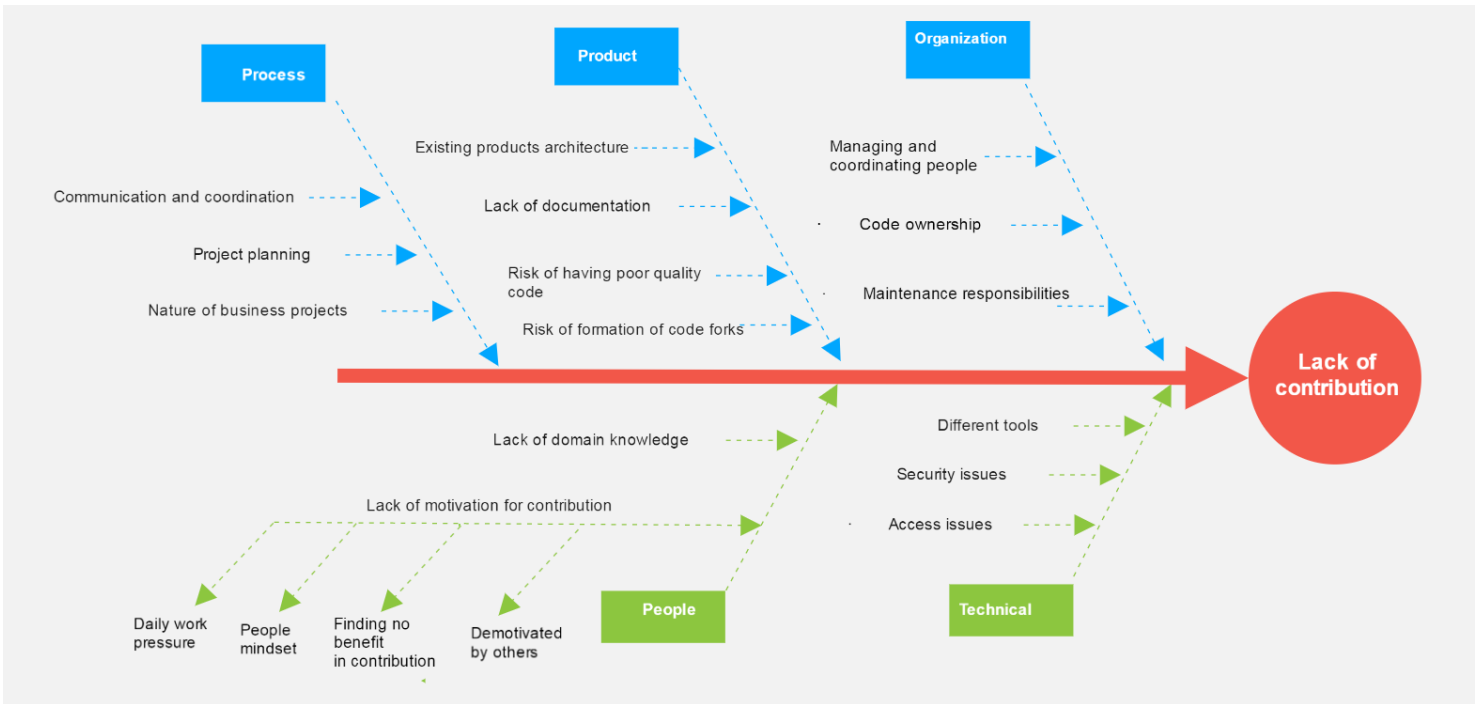 Process
Product
Organization
Existing products architecture
Managing and
coordinating people
Communication and coordination
Lack of documentation
Code ownership
Project planning
Risk of having poor quality
code
Maintenance responsibilities
Nature of business projects
Risk of formation of code forks
Lack of
contribution
Lack of domain knowledge
Different tools
Security issues
Lack of motivation for contribution
Access issues
People
Technical
Daily work
pressure
People
mindset
Finding no
benefit
in contribution
Demotivated
by others